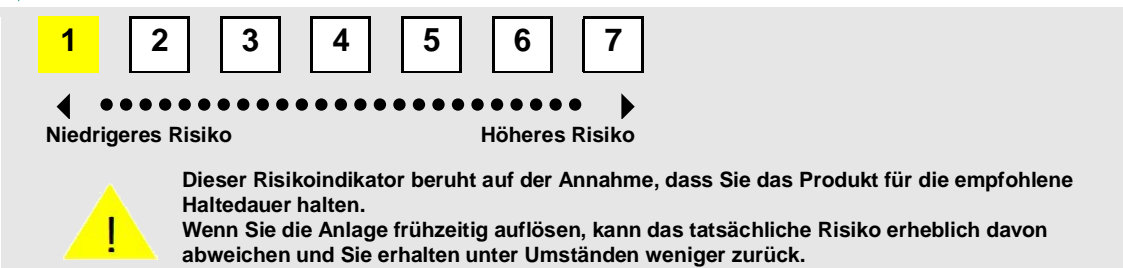 1 2 3 4 5 6 7
Niedrigeres Risiko Höheres Risiko
Dieser Risikoindikator beruht auf der Annahme, dass Sie das Produkt für die empfohlene
Haltedauer halten.
! Wenn Sie die Anlage frühzeitig auflösen, kann das tatsächliche Risiko erheblich davon
abweichen und Sie erhalten unter Umständen weniger zurück.